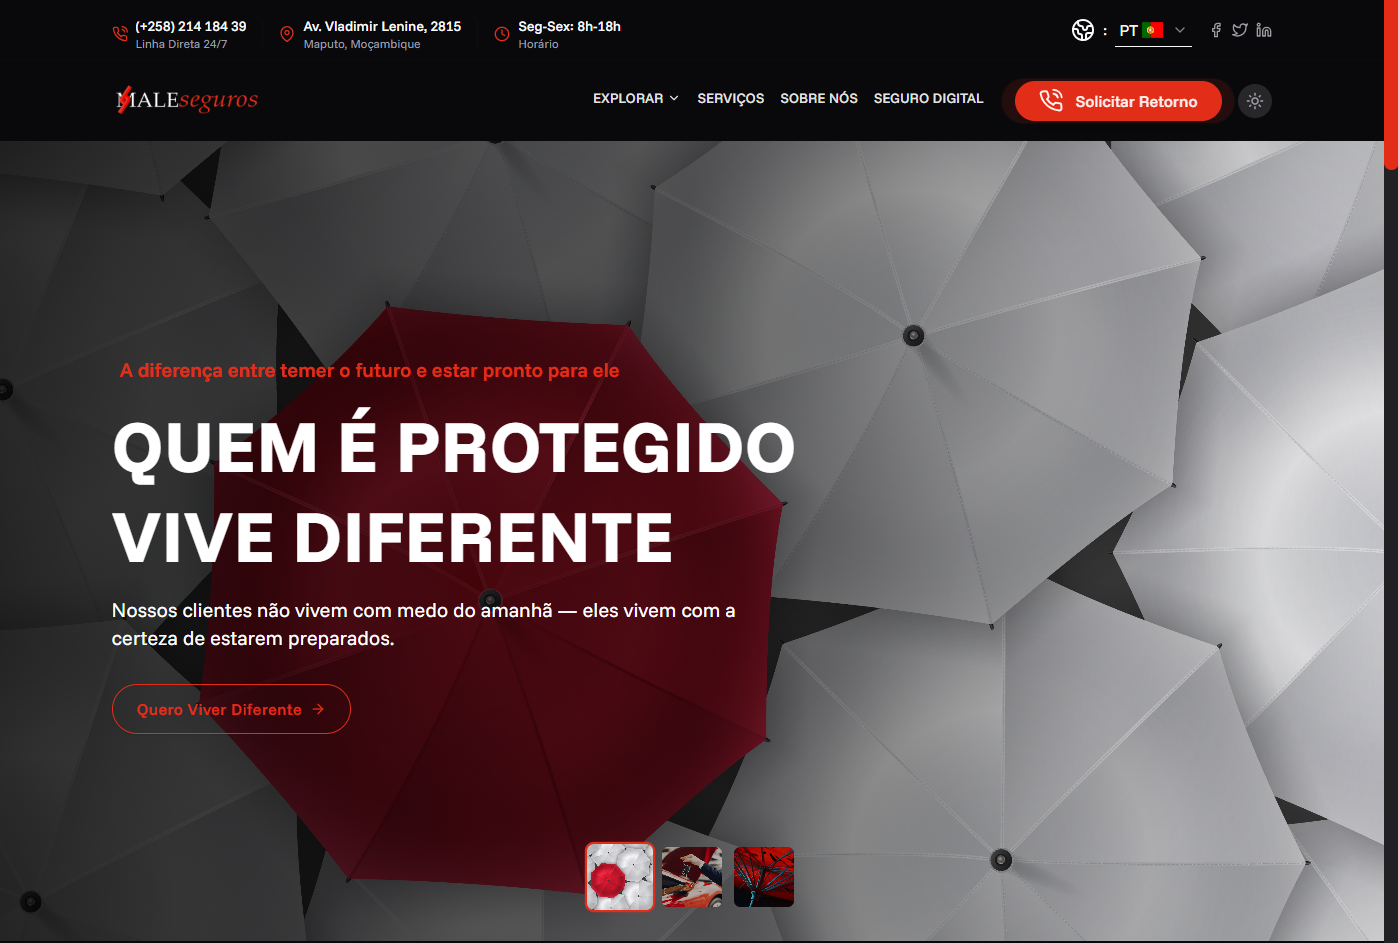 (+258) 214 184 39
Linha Direta 24/7
Av. Vladimir Lenine, 2815
Maputo, Moçambique
Seg-Sex: 8h-18h
Horário
: PT
MALEseguros
EXPLORAR
SERVIÇOS
SOBRE NÓS
SEGURO DIGITAL
Solicitar Retorno
A diferença entre temer o futuro e estar pronto para ele
QUEM É PROTEGIDO
VIVE DIFERENTE
Nossos clientes não vivem com medo do amanhã — eles vivem com a
certeza de estarem preparados.
Quero Viver Diferente